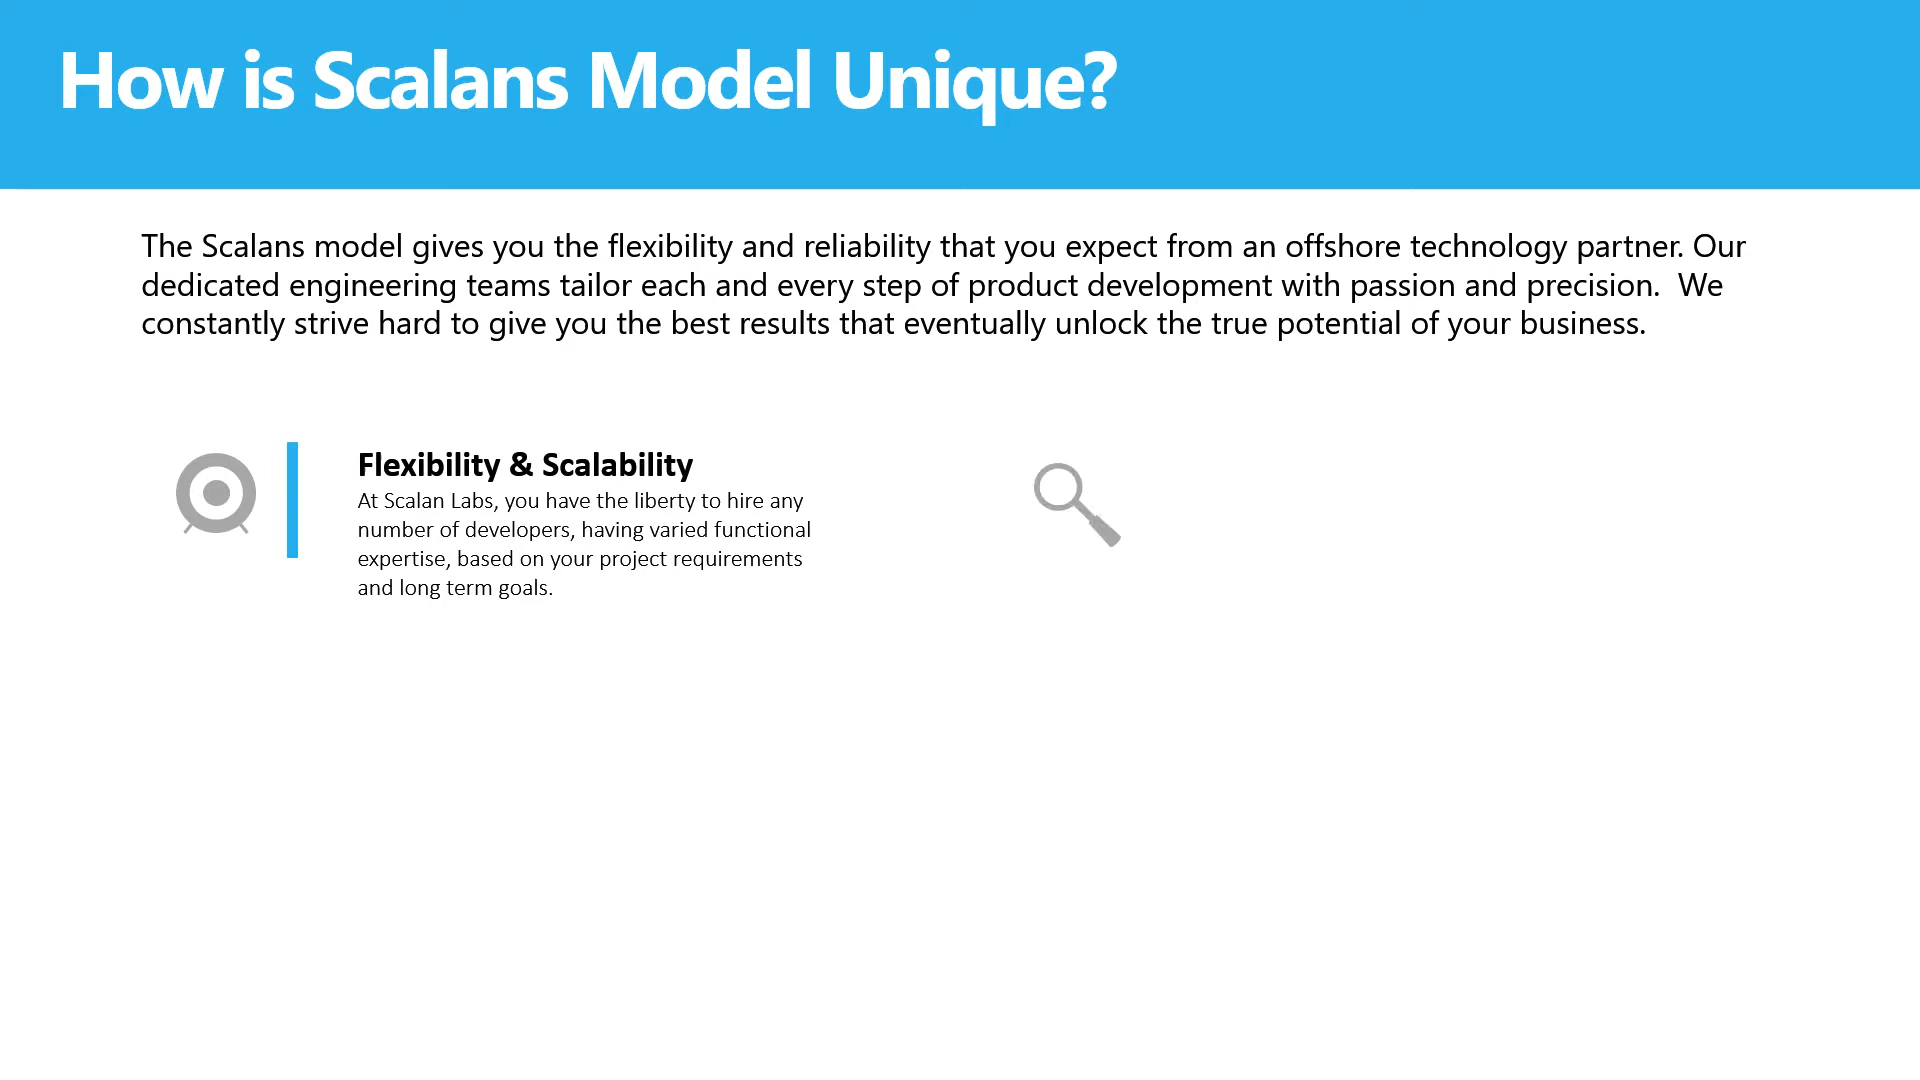 How is Scalans Model Unique?
The Scalans model gives you the flexibility and reliability that you expect from an offshore technology partner. Our
dedicated engineering teams tailor each and every step of product development with passion and precision.  We
constantly strive hard to give you the best results that eventually unlock the true potential of your business.
Flexibility & Scalability
At Scalan Labs, you have the liberty to hire any
number of developers, having varied functional
expertise, based on your project requirements
and long term goals.